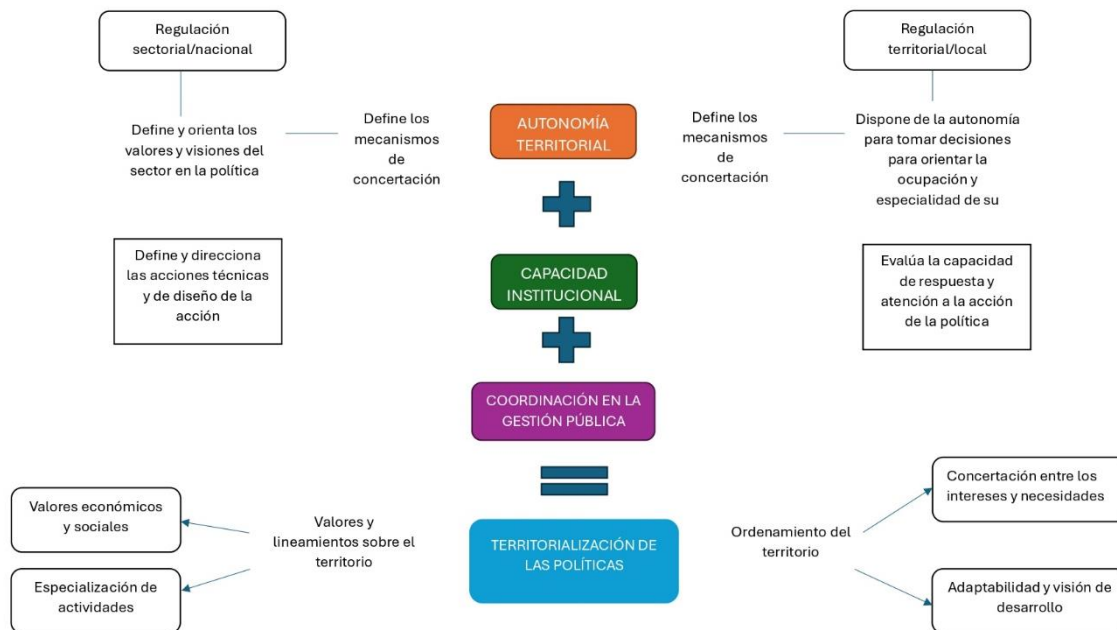 Regulación
sectorial/nacional
Regulación
territorial/local
Define y orienta los
valores y visiones del
sector en la política
Define los
mecanismos
de
concertación
AUTONOMÍA
TERRITORIAL
Define los
mecanismos
de
concertación
Dispone de la autonomía
para tomar decisiones
para orientar la
ocupación y
especialidad de su
Define y direcciona
las acciones técnicas
y de diseño de la
acción
CAPACIDAD
INSTITUCIONAL
Evalúa la capacidad
de respuesta y
atención a la acción
de la política
COORDINACIÓN EN LA
GESTIÓN PÚBLICA
Valores económicos
y sociales
Especialización de
actividades
Valores y
lineamientos sobre el
territorio
TERRITORIALIZACIÓN DE
LAS POLÍTICAS
Ordenamiento del
territorio
Concertación entre los
intereses y necesidades
Adaptabilidad y visión de
desarrollo